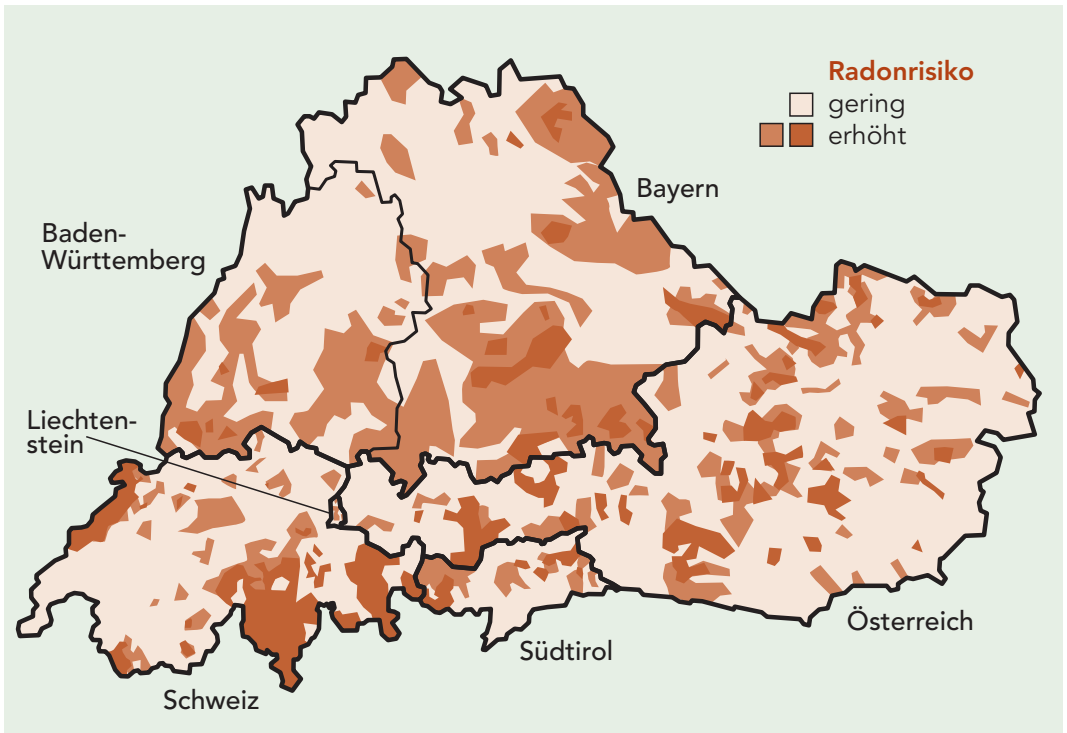 Radonrisiko
gering
erhöht
Bayern
Baden-
Württemberg
Liechten-
stein
Österreich
Südtirol
Schweiz